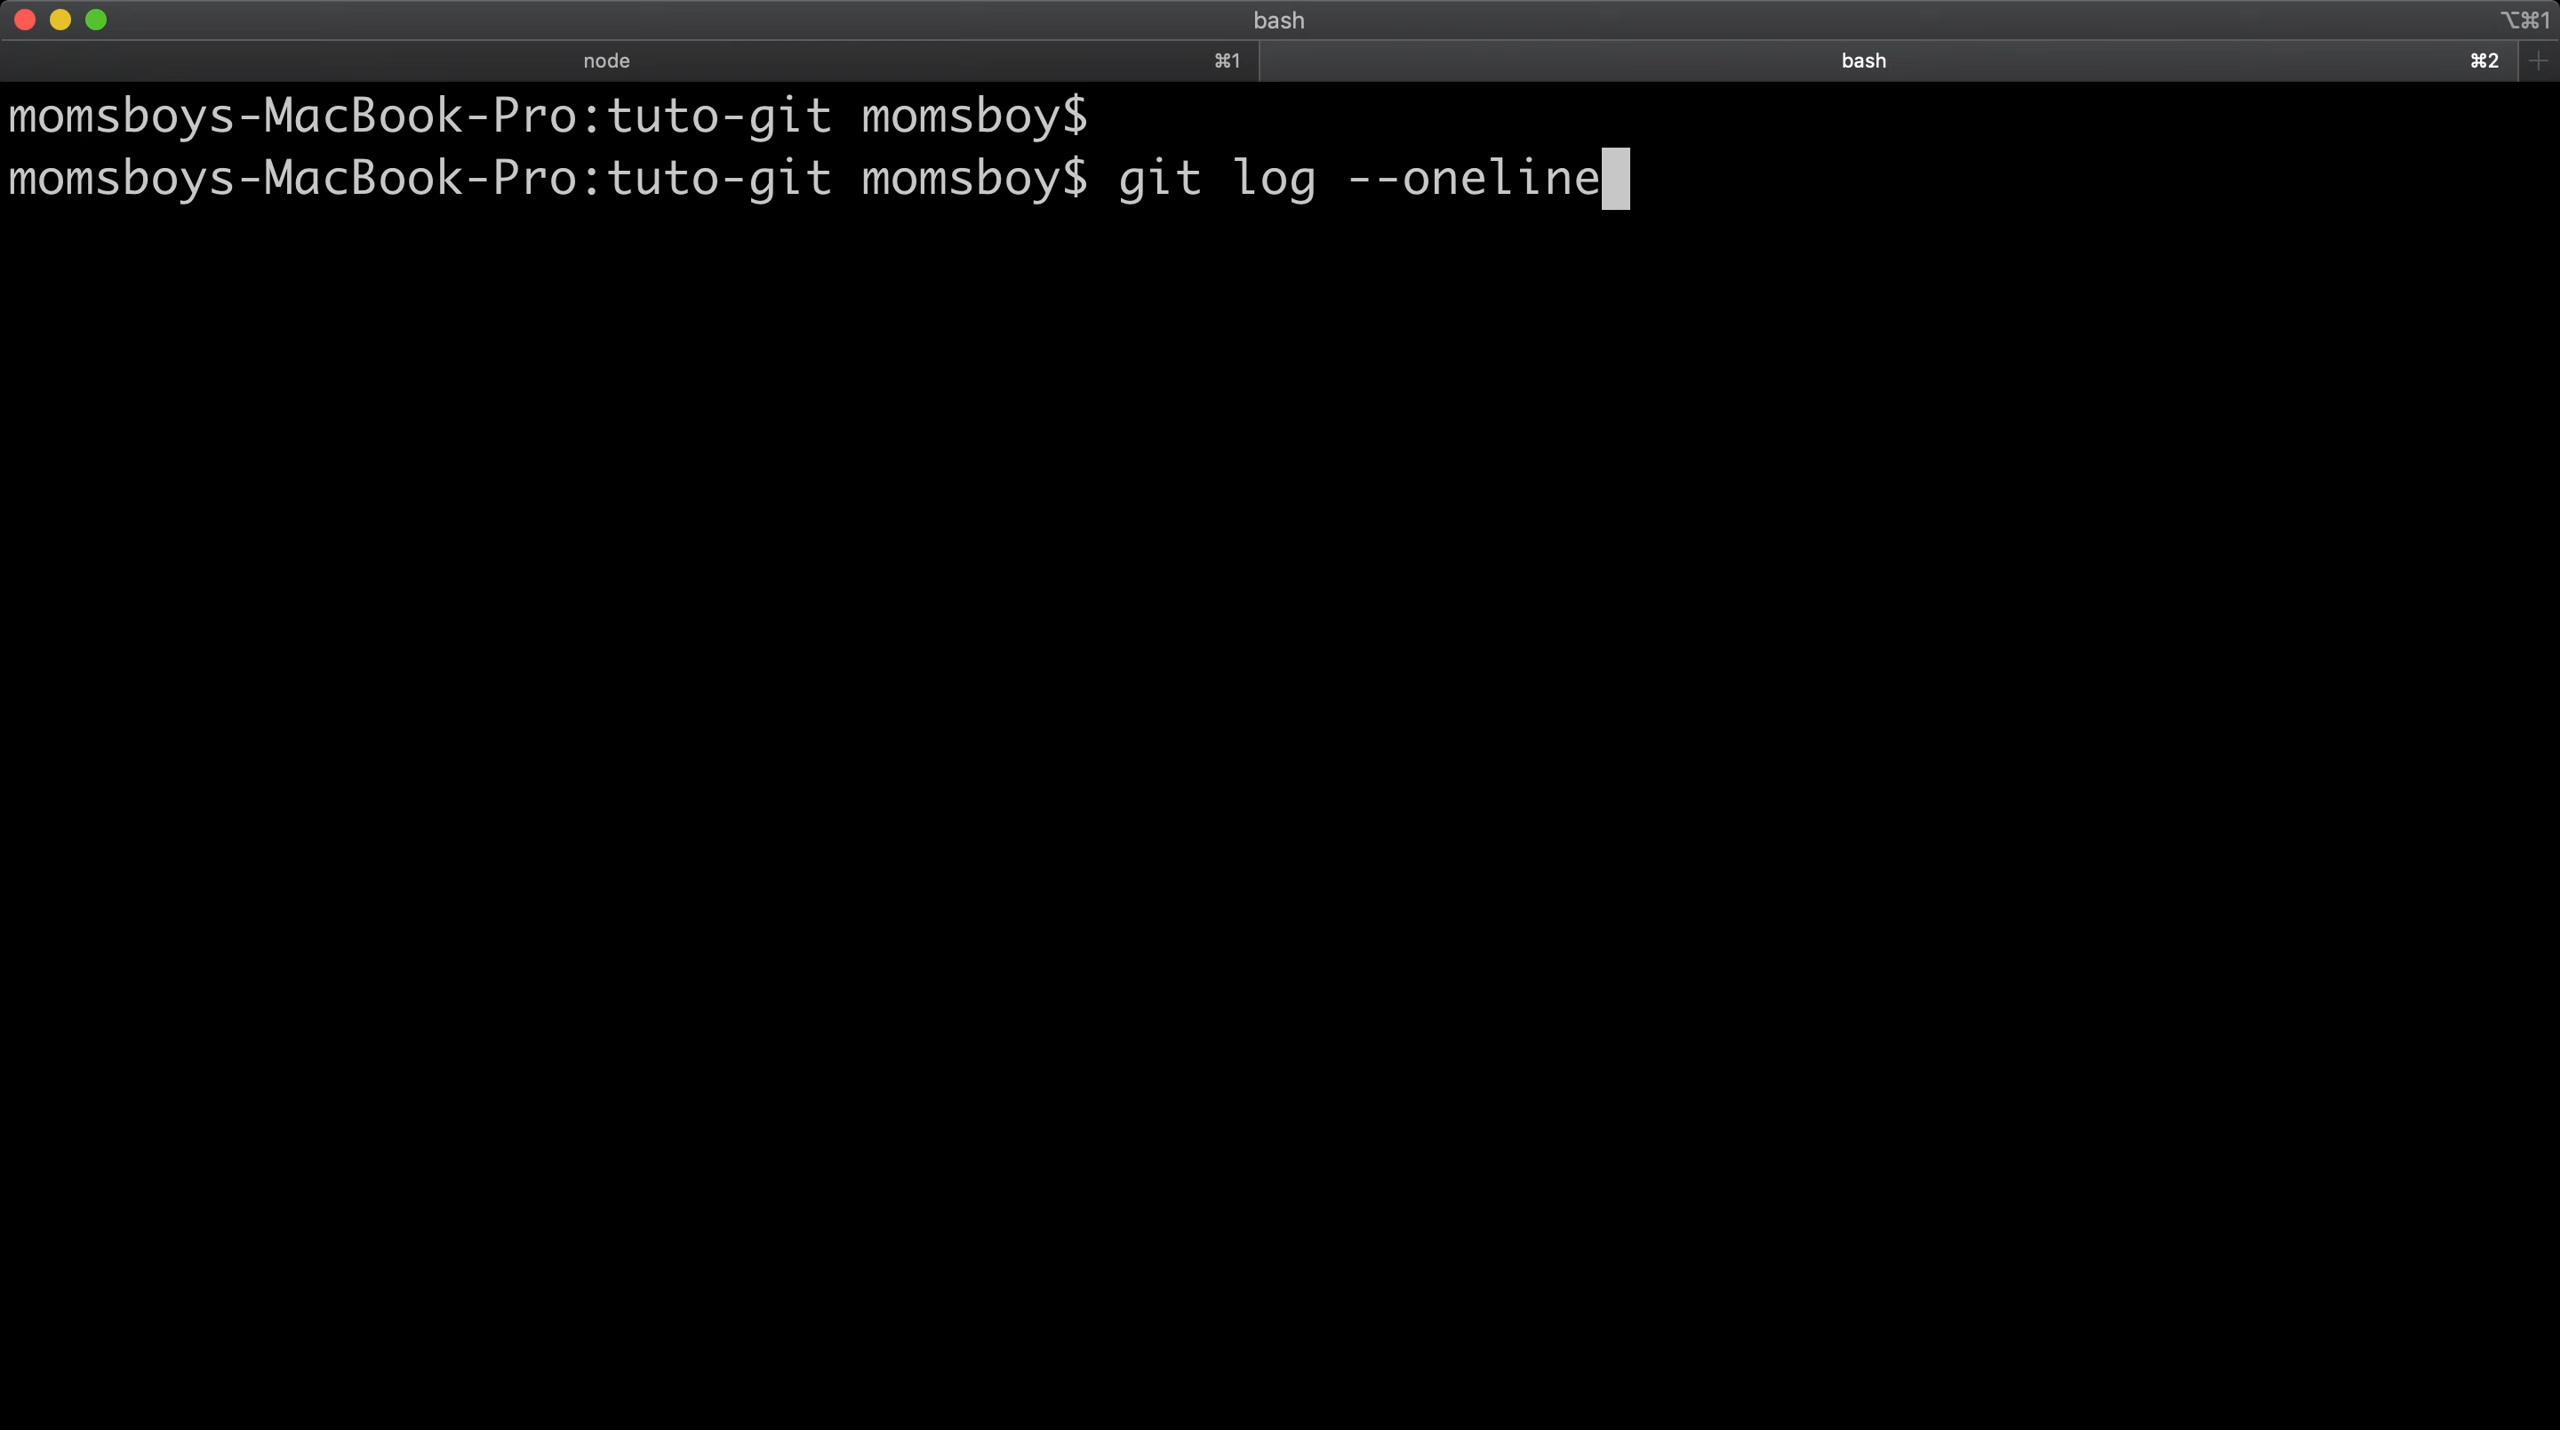 bash ⌥⌘1
node ⌘1 bash ⌘2 +
momsboys-MacBook-Pro:tuto-git momsboy$
momsboys-MacBook-Pro:tuto-git momsboy$ git log --oneline